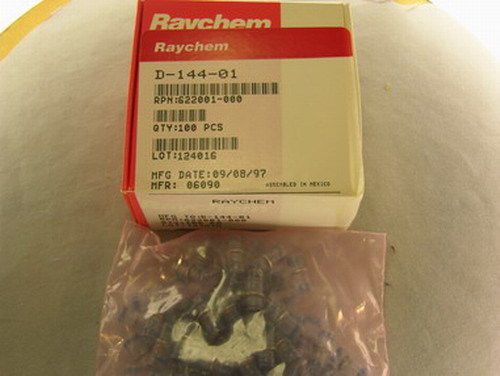 Raychem
Raychem
D-144-01
RPN:622001-000
QTY:100 PCS
LOT:124016
MFG DATE:09/08/97
MFR: 06090
ASSEMBLED IN MEXICO
RAYCHEM